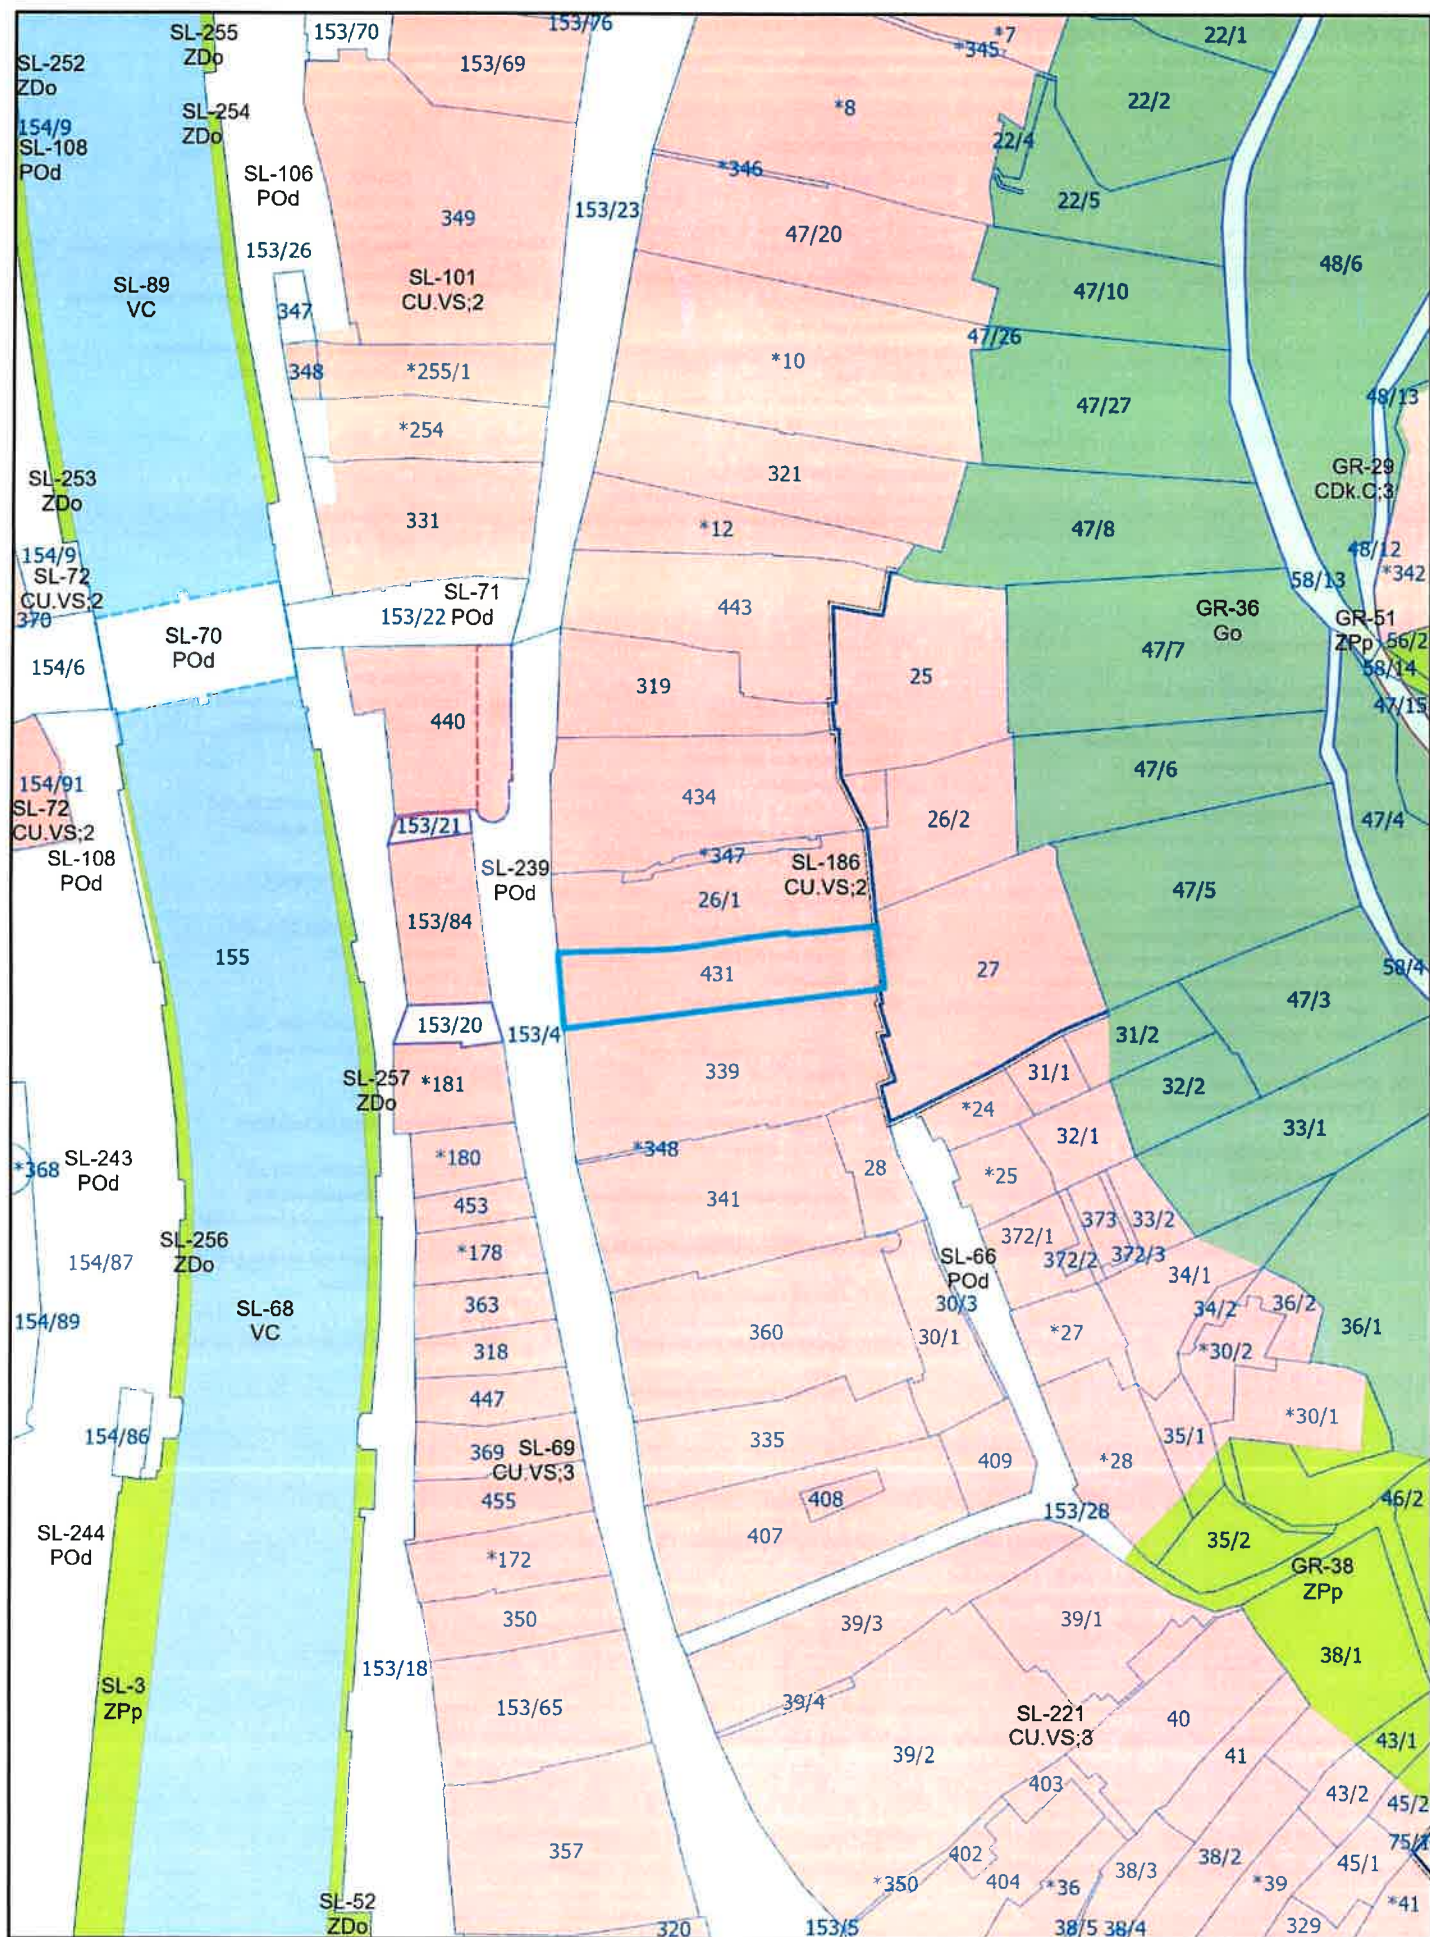 SL-255
ZDo
153/70
153/76
*7
*345
22/1
SL-252
ZDo
153/69
22/2
*8
154/9
SL-108
POd
SL-254
ZDo
22/4
SL-106
POd
*346
22/5
349
153/23
47/20
153/26
48/6
SL-89
VC
SL-101
CU.VS;2
47/10
347
47/26
348
*255/1
*10
47/27
48/13
*254
SL-253
ZDo
321
GR-29
CDk.C;3
331
*12
47/8
154/9
48/12
SL-72
CU.VS;2
*342
58/13
370
SL-71
POd
153/22
443
GR-36
Go
GR-51
ZPp
56/2
SL-70
POd
154/6
47/7
58/14
319
25
47/15
440
154/91
47/6
SL-72
CU.VS;2
434
26/2
47/4
153/21
SL-108
POd
*347
SL-239
POd
SL-186
CU.VS;2
47/5
26/1
153/84
155
431
27
58/4
47/3
153/20
153/4
31/2
339
31/1
32/2
SL-257
ZDo
*181
*24
32/1
33/1
*348
SL-243
POd
*368
*180
28
*25
341
453
373
33/2
372/1
SL-256
ZDo
*178
372/2
372/3
154/87
SL-66
POd
34/1
363
30/3
34/2
36/2
SL-68
VC
154/89
360
30/1
*27
36/1
318
*30/2
447
*30/1
154/86
335
35/1
369
SL-69
CU.VS;3
409
*28
455
408
46/2
153/28
407
SL-244
POd
35/2
*172
GR-38
ZPp
350
39/3
39/1
38/1
153/18
SL-3
ZPp
153/65
39/4
SL-221
CU.VS;3
40
39/2
41
43/1
403
43/2
45/2
75/1
357
402
38/3
38/2
45/1
*350
404
*36
*39
SL-52
ZDo
*41
320
153/5
38/5
38/4
329